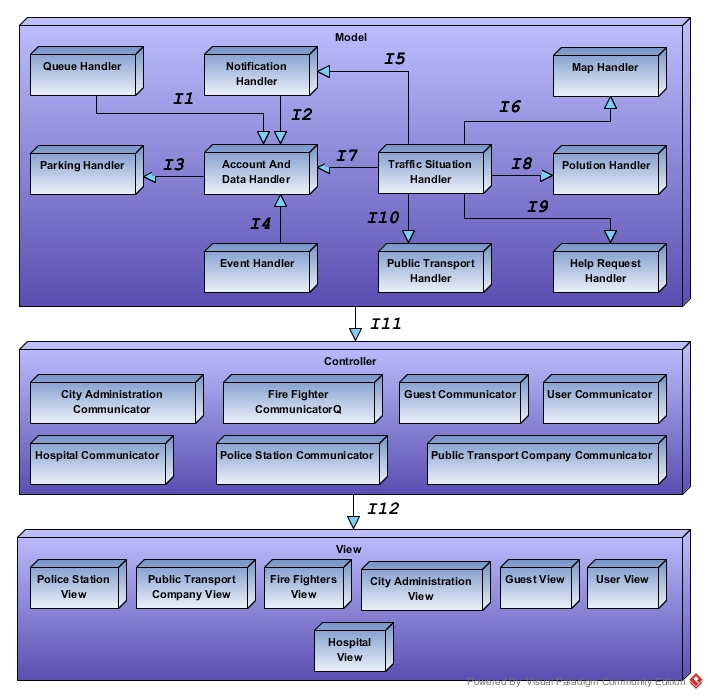 Model
Queue Handler
Notification
Handler
I5
Map Handler
I1
I2
I6
Parking Handler
I3
Account And
Data Handler
I7
Traffic Situation
Handler
I8
Polution Handler
I4
I10
I9
Event Handler
Public Transport
Handler
Help Request
Handler
I11
Controller
City Administration
Communicator
Fire Fighter
CommunicatorQ
Guest Communicator
User Communicator
Hospital Communicator
Police Station Communicator
Public Transport Company Communicator
I12
View
Police Station
View
Public Transport
Company View
Fire Fighters
View
City Administration
View
Guest View
User View
Hospital
View
Powered By Visual Paradigm Community Edition